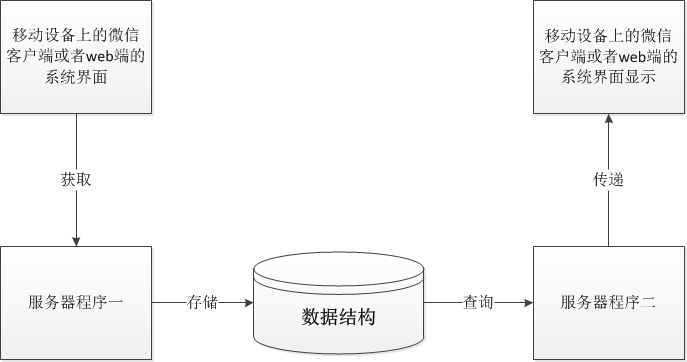 移动设备上的微信
客户端或者web端的
系统界面
移动设备上的微信
客户端或者web端的
系统界面显示
获取
传递
服务器程序一
存储
数据结构
查询
服务器程序二